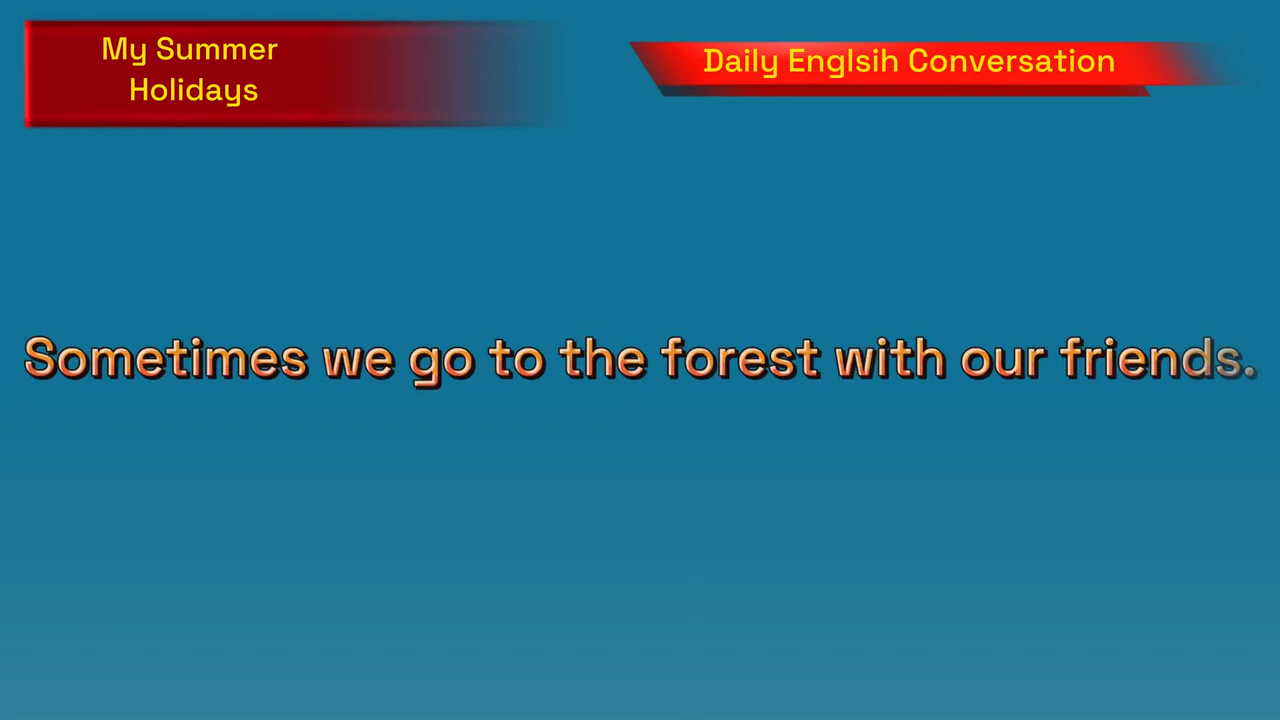 My Summer
Holidays
Daily Englsih Conversation
Sometimes we go to the forest with our friends.